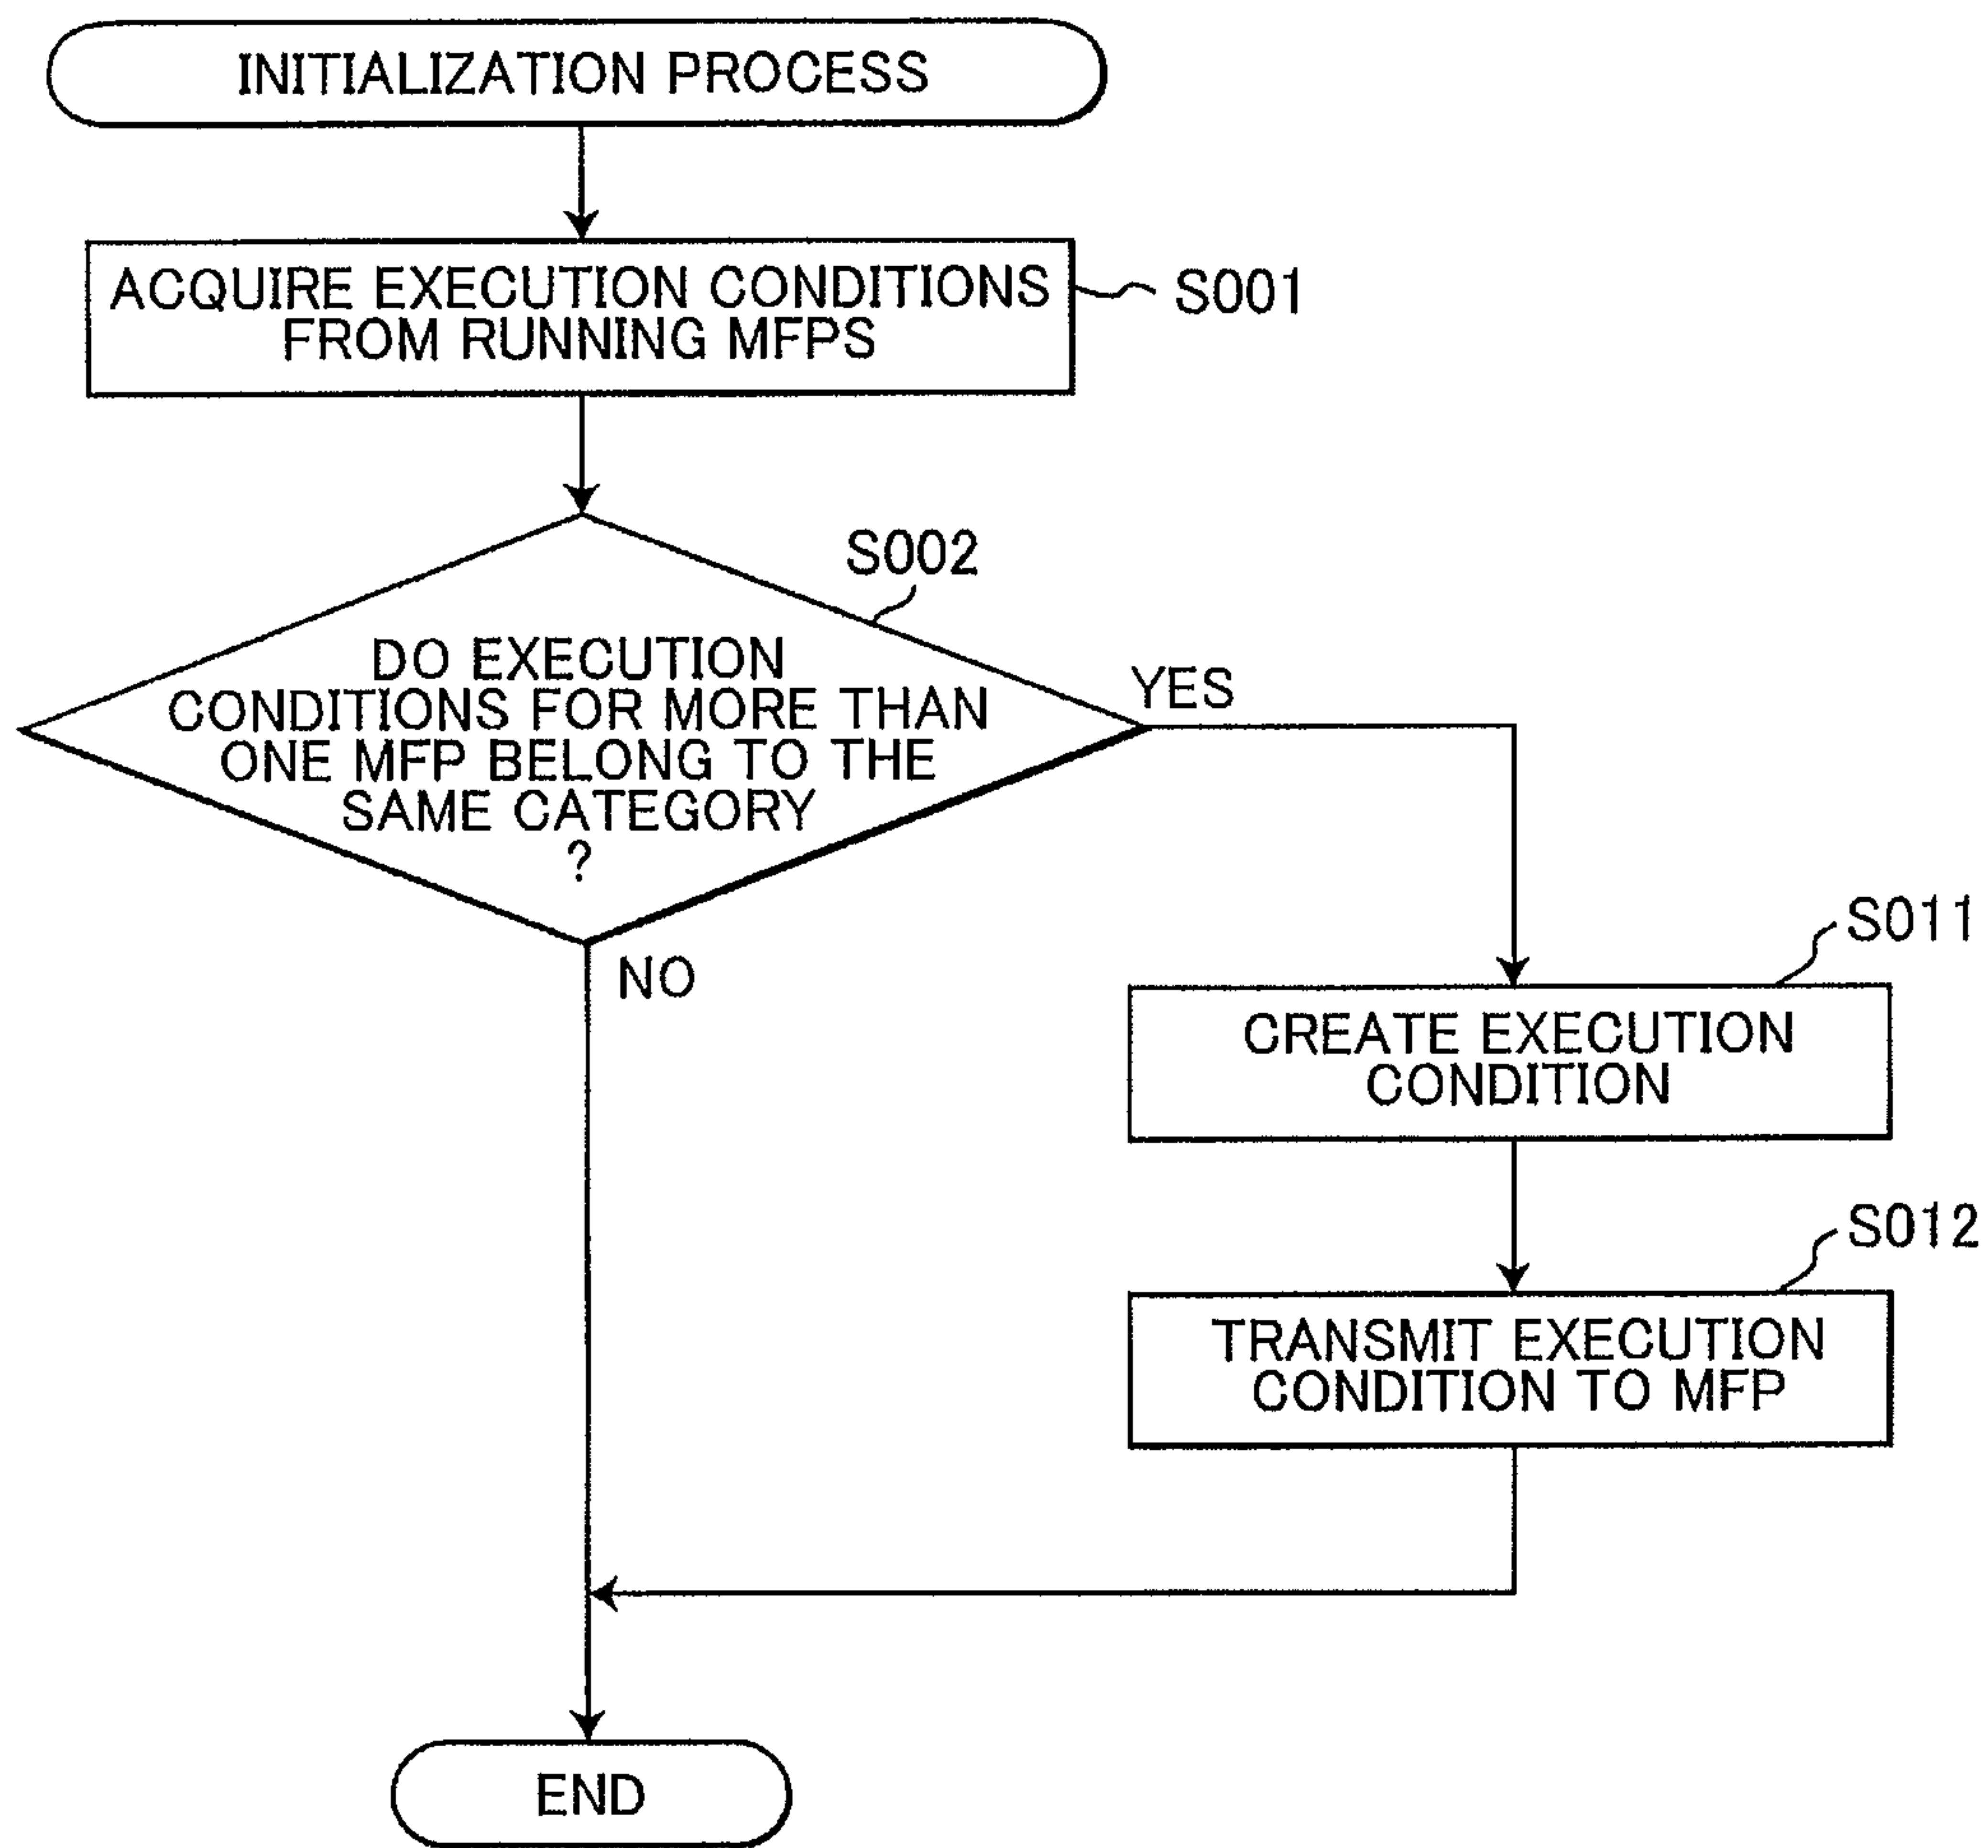 INITIALIZATION PROCESS
ACQUIRE EXECUTION CONDITIONS
FROM RUNNING MFPS
S001
S002
DO EXECUTION
CONDITIONS FOR MORE THAN
ONE MFP BELONG TO THE
SAME CATEGORY
?
YES
NO
S011
CREATE EXECUTION
CONDITION
S012
TRANSMIT EXECUTION
CONDITION TO MFP
END